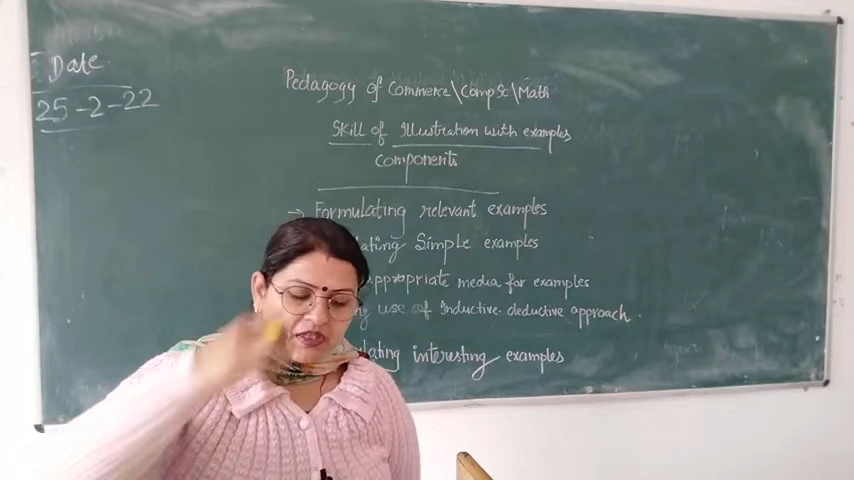 Date
25-2-22
Pedagogy of Commerce\Comp Sc\Math
Skill of Illustration with examples
Components
→ Formulating relevant examples
Simple examples
appropriate media for examples
use of Inductive-deductive approach.
interesting examples